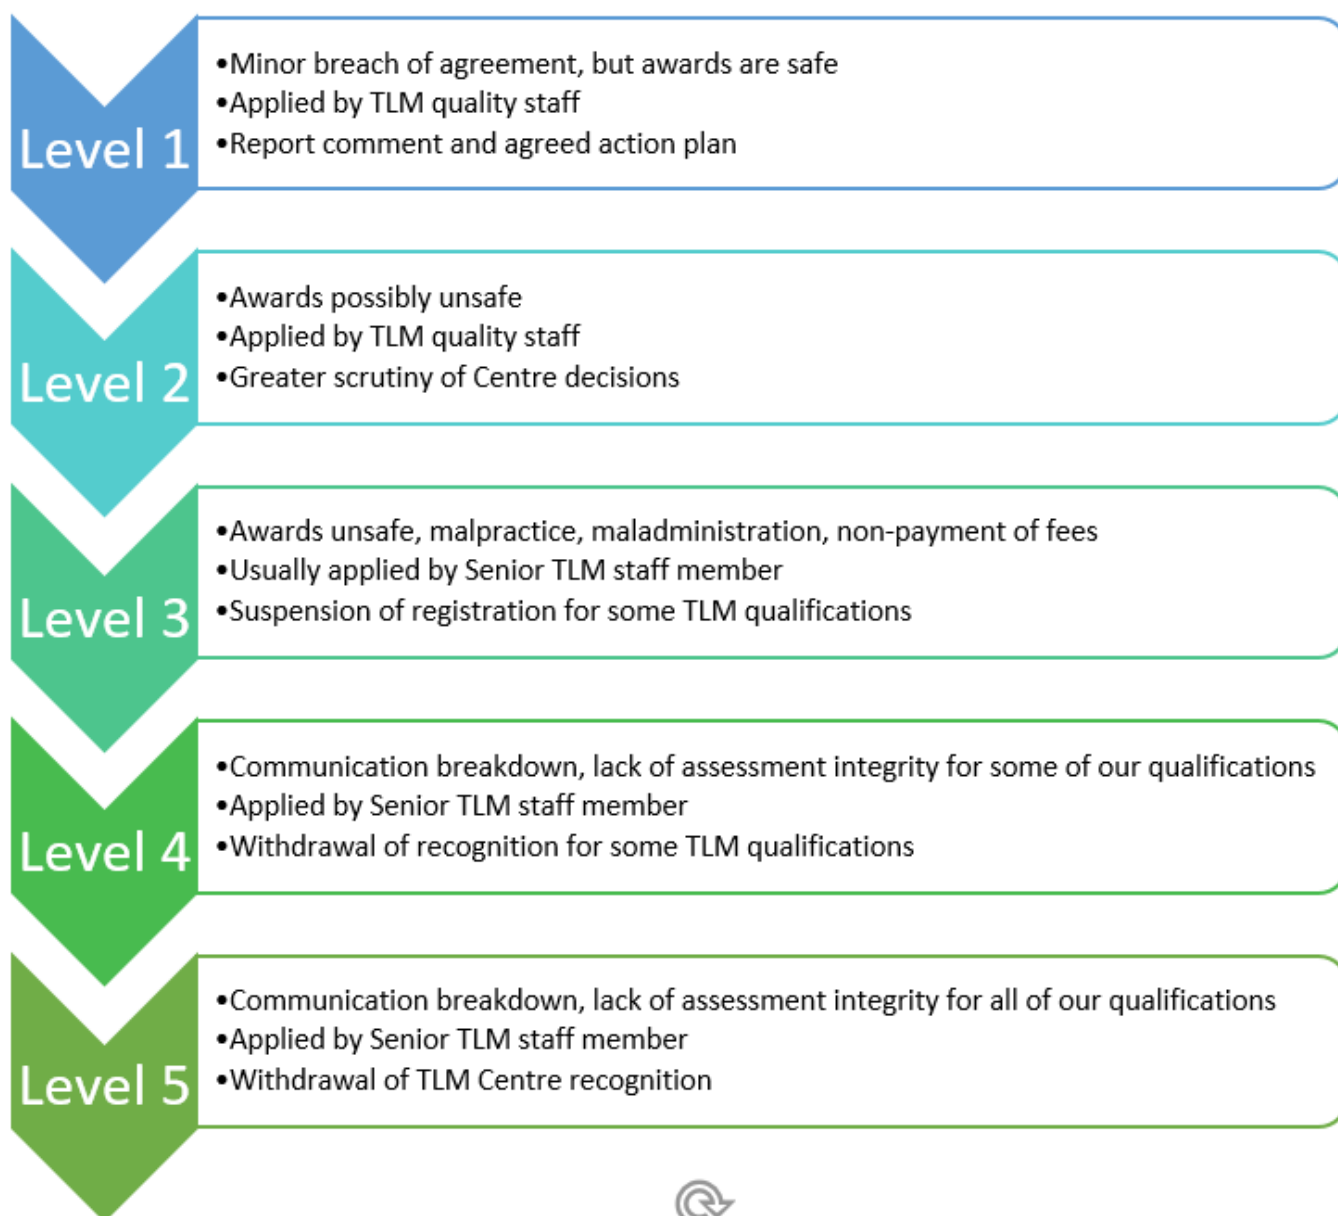 Level 1
•Minor breach of agreement, but awards are safe
•Applied by TLM quality staff
•Report comment and agreed action plan
Level 2
•Awards possibly unsafe
•Applied by TLM quality staff
•Greater scrutiny of Centre decisions
Level 3
•Awards unsafe, malpractice, maladministration, non-payment of fees
•Usually applied by Senior TLM staff member
•Suspension of registration for some TLM qualifications
Level 4
•Communication breakdown, lack of assessment integrity for some of our qualifications
•Applied by Senior TLM staff member
•Withdrawal of recognition for some TLM qualifications
Level 5
•Communication breakdown, lack of assessment integrity for all of our qualifications
•Applied by Senior TLM staff member
•Withdrawal of TLM Centre recognition